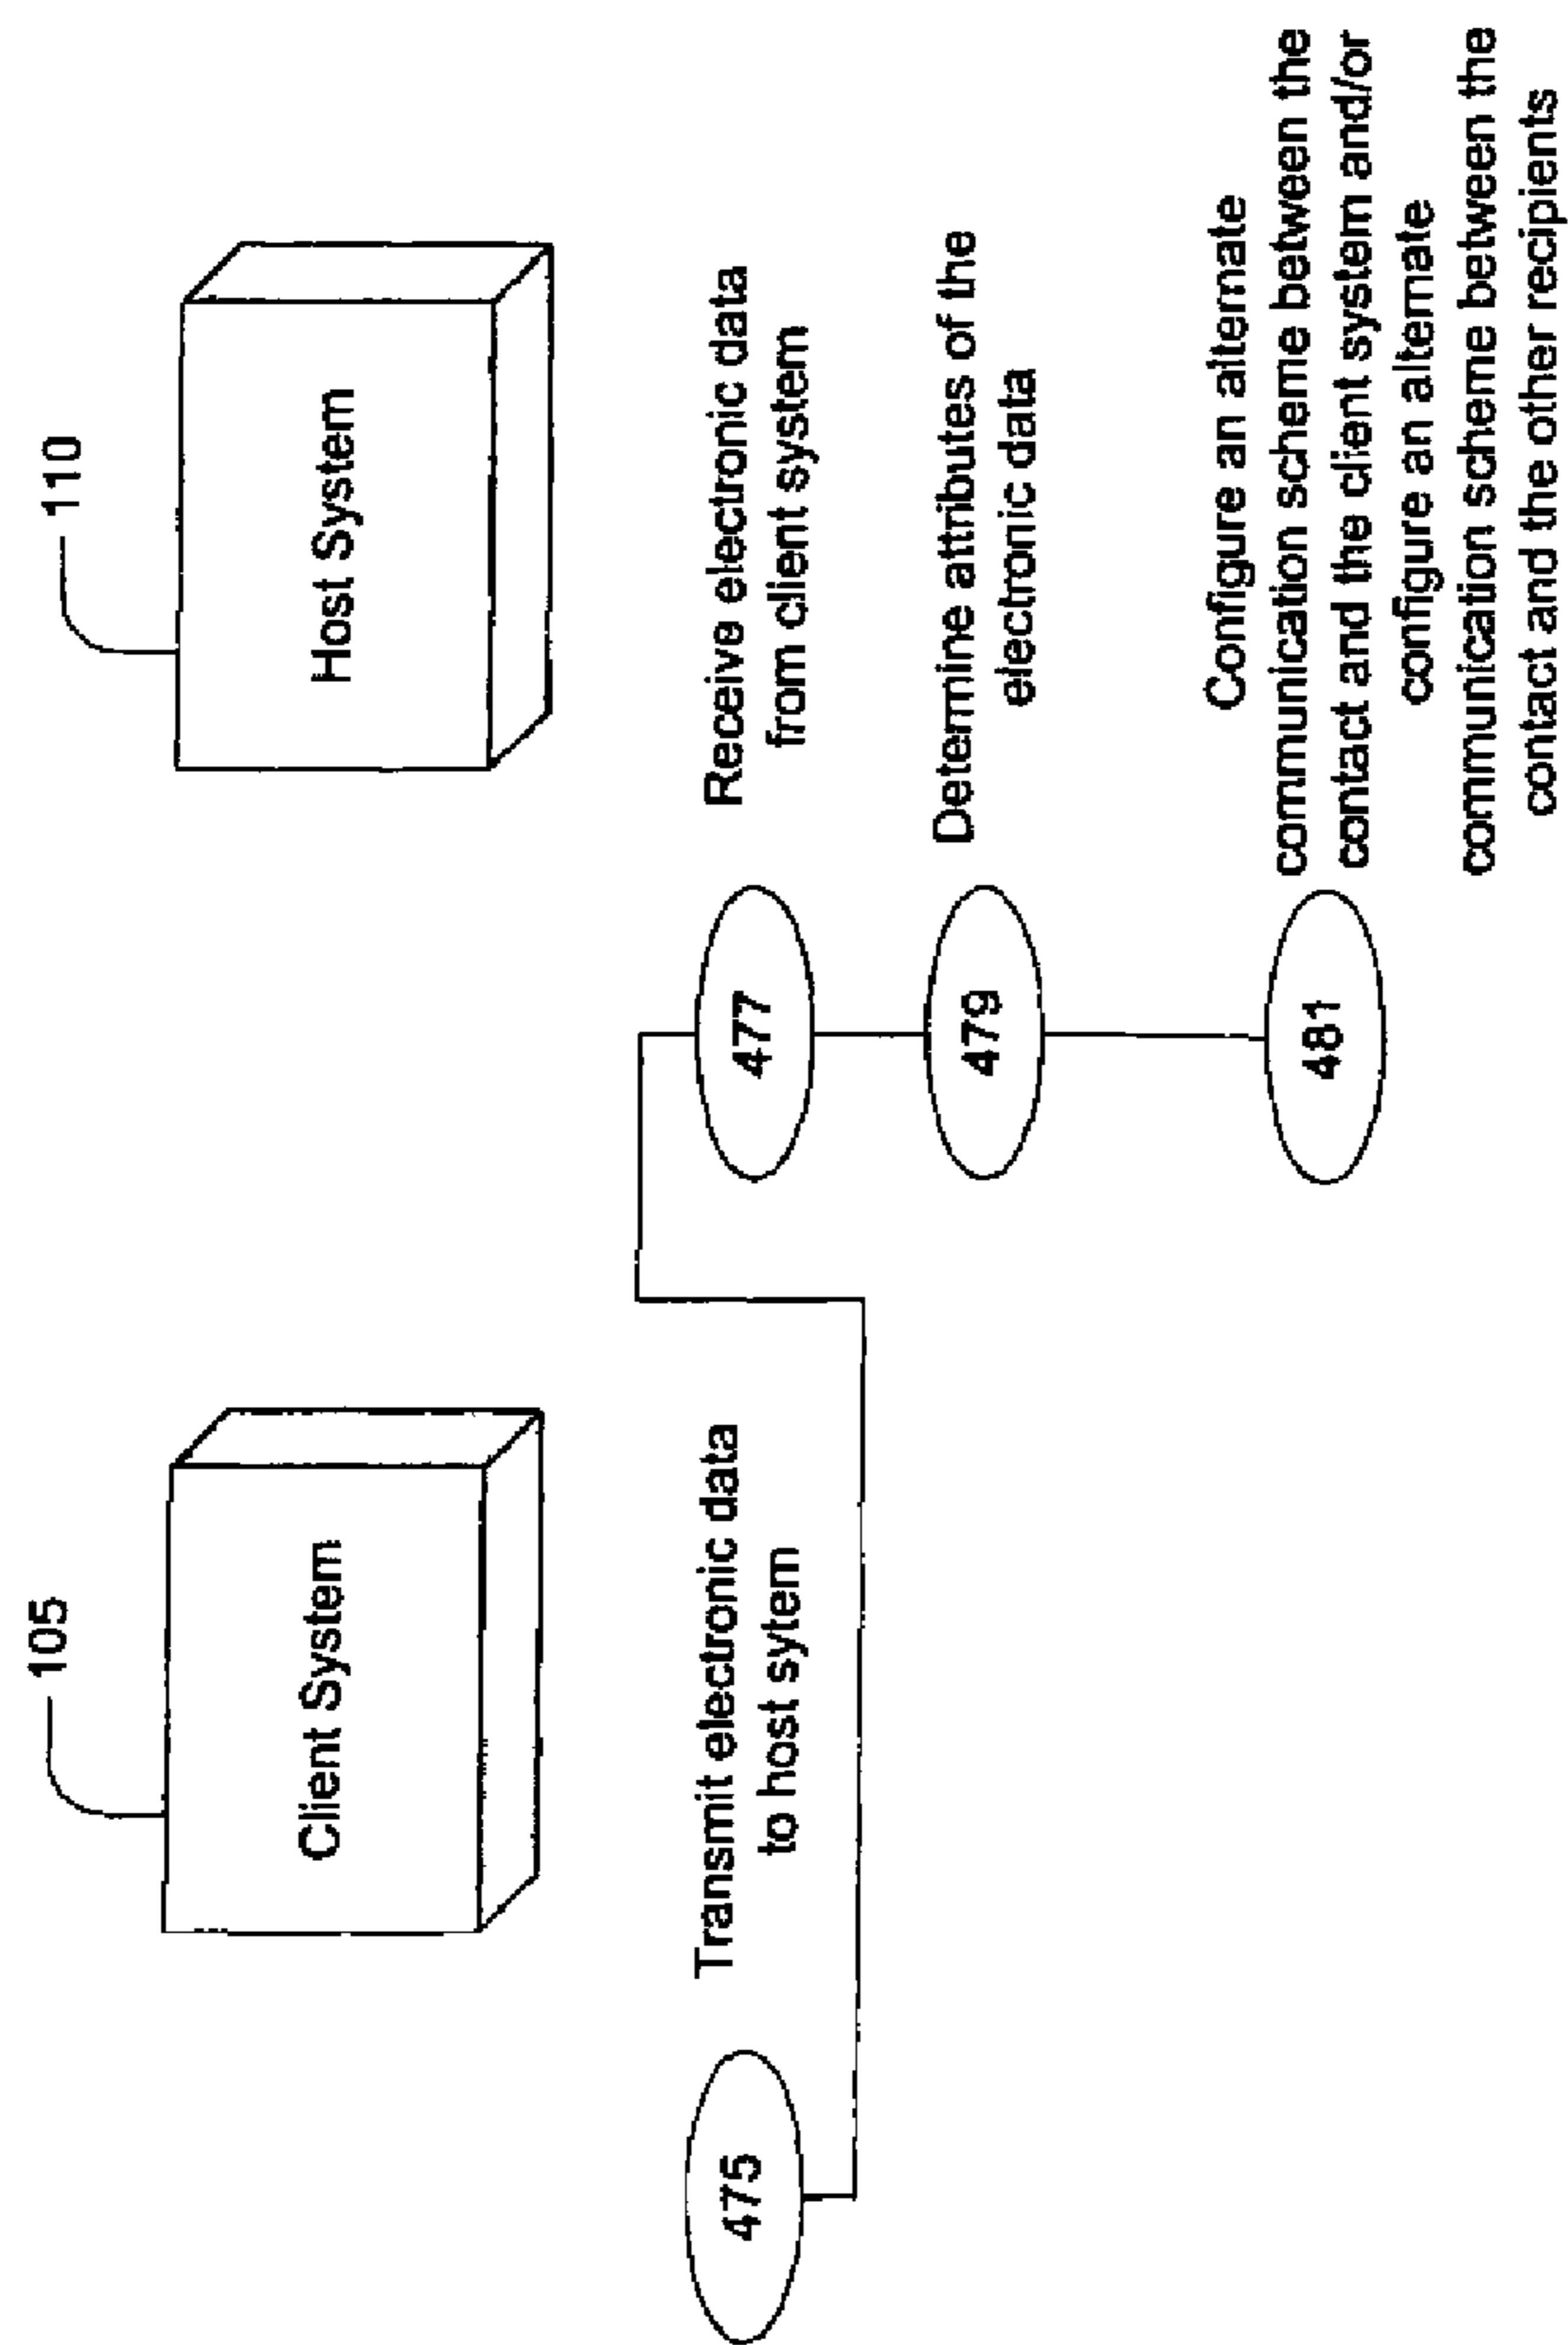 105
Client System
110
Host System
475
Transmit electronic data
to host sytem
477
Receive electronic data
from client system
479
Determine attributes of the
electronic data
481
Configure an alternate
communication scheme between the
contact and the client system and/or
configure an alternate
communication scheme between the
contact and the other recipients